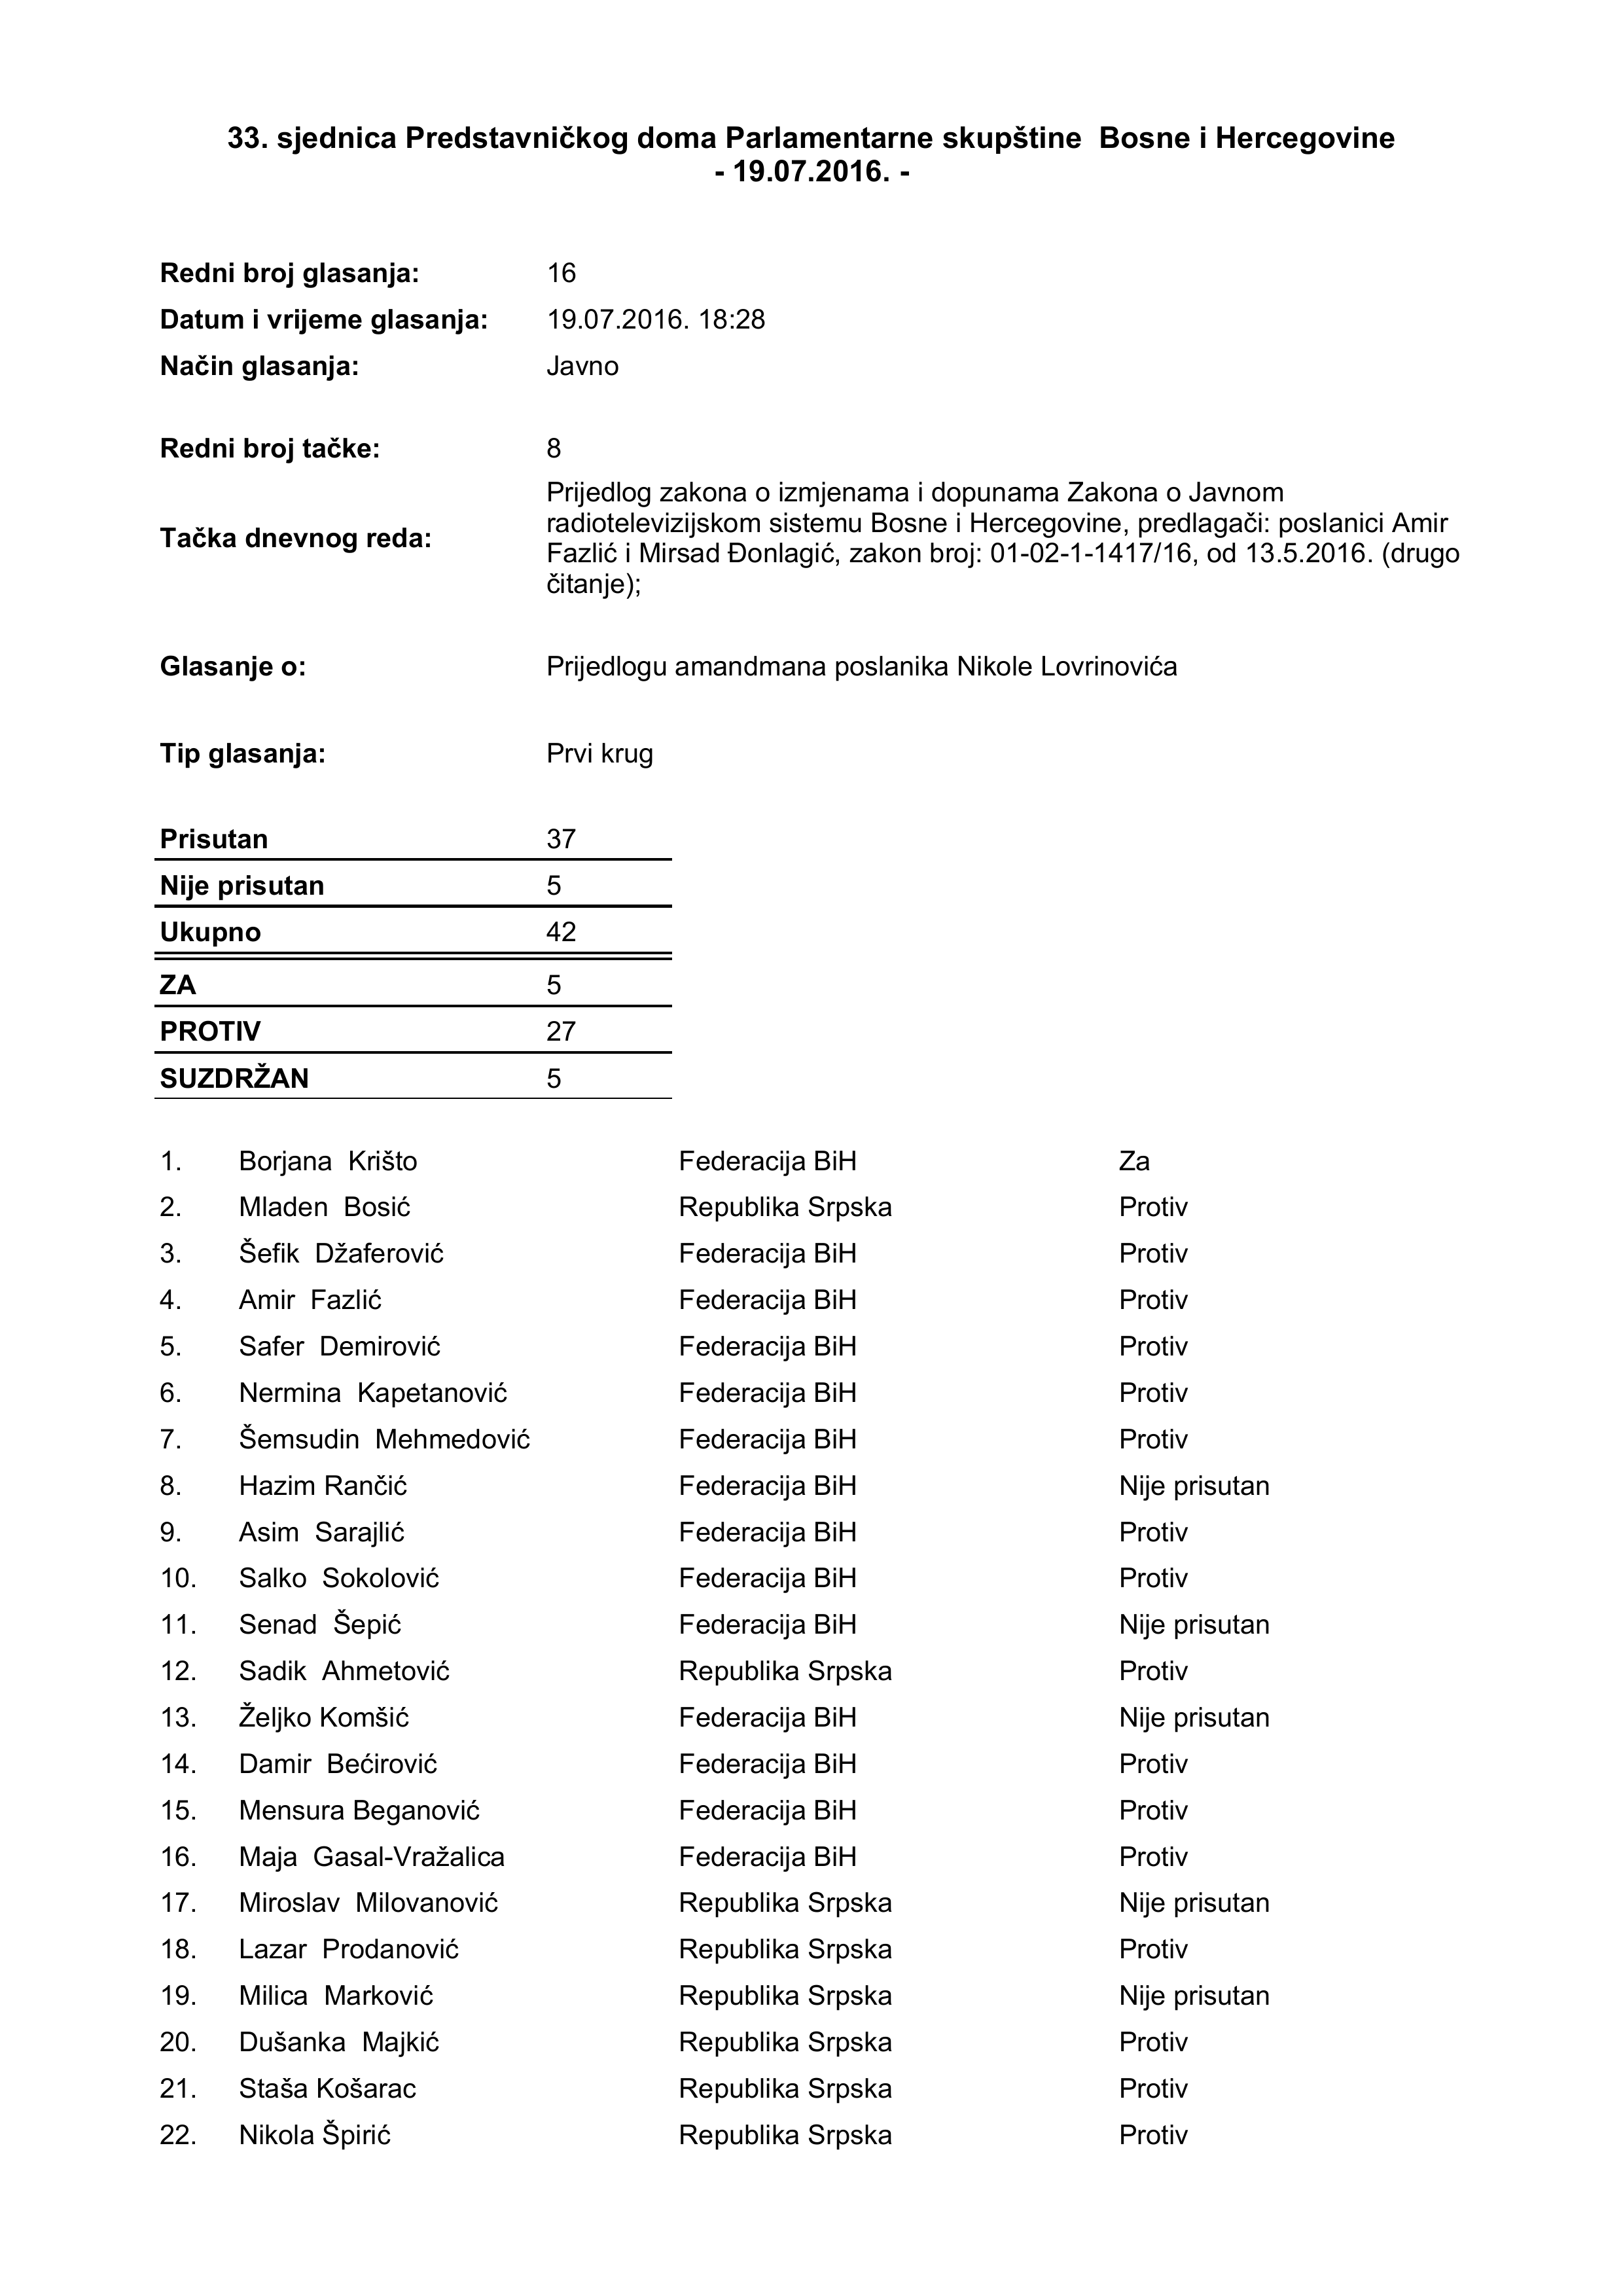 33. sjednica Predstavničkog doma Parlamentarne skupštine  Bosne i Hercegovine
- 19.07.2016. -
Redni broj glasanja: 16
Datum i vrijeme glasanja: 19.07.2016. 18:28
Način glasanja: Javno
Redni broj tačke: 8
Tačka dnevnog reda: Prijedlog zakona o izmjenama i dopunama Zakona o Javnom
radiotelevizijskom sistemu Bosne i Hercegovine, predlagači: poslanici Amir
Fazlić i Mirsad Đonlagić, zakon broj: 01-02-1-1417/16, od 13.5.2016. (drugo
čitanje);
Glasanje o: Prijedlogu amandmana poslanika Nikole Lovrinovića
Tip glasanja: Prvi krug
Prisutan 37
Nije prisutan 5
Ukupno 42
ZA 5
PROTIV 27
SUZDRŽAN 5
1. Borjana  Krišto Federacija BiH Za
2. Mladen  Bosić Republika Srpska Protiv
3. Šefik  Džaferović Federacija BiH Protiv
4. Amir  Fazlić Federacija BiH Protiv
5. Safer  Demirović Federacija BiH Protiv
6. Nermina  Kapetanović Federacija BiH Protiv
7. Šemsudin  Mehmedović Federacija BiH Protiv
8. Hazim Rančić Federacija BiH Nije prisutan
9. Asim  Sarajlić Federacija BiH Protiv
10. Salko  Sokolović Federacija BiH Protiv
11. Senad  Šepić Federacija BiH Nije prisutan
12. Sadik  Ahmetović Republika Srpska Protiv
13. Željko Komšić Federacija BiH Nije prisutan
14. Damir  Bećirović Federacija BiH Protiv
15. Mensura Beganović Federacija BiH Protiv
16. Maja  Gasal-Vražalica Federacija BiH Protiv
17. Miroslav  Milovanović Republika Srpska Nije prisutan
18. Lazar  Prodanović Republika Srpska Protiv
19. Milica  Marković Republika Srpska Nije prisutan
20. Dušanka  Majkić Republika Srpska Protiv
21. Staša Košarac Republika Srpska Protiv
22. Nikola Špirić Republika Srpska Protiv